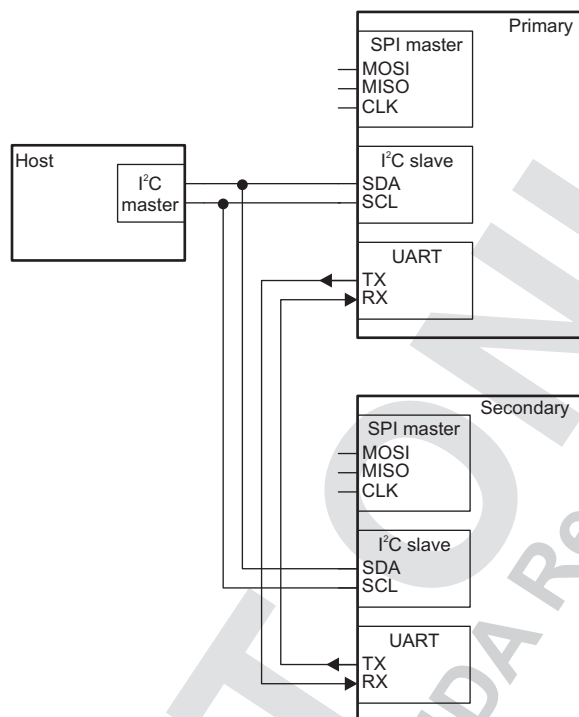 Primary
SPI master
MOSI
MISO
CLK
Host
I²C
master
I²C slave
SDA
SCL
UART
TX
RX
Secondary
SPI master
MOSI
MISO
CLK
I²C slave
SDA
SCL
UART
TX
RX